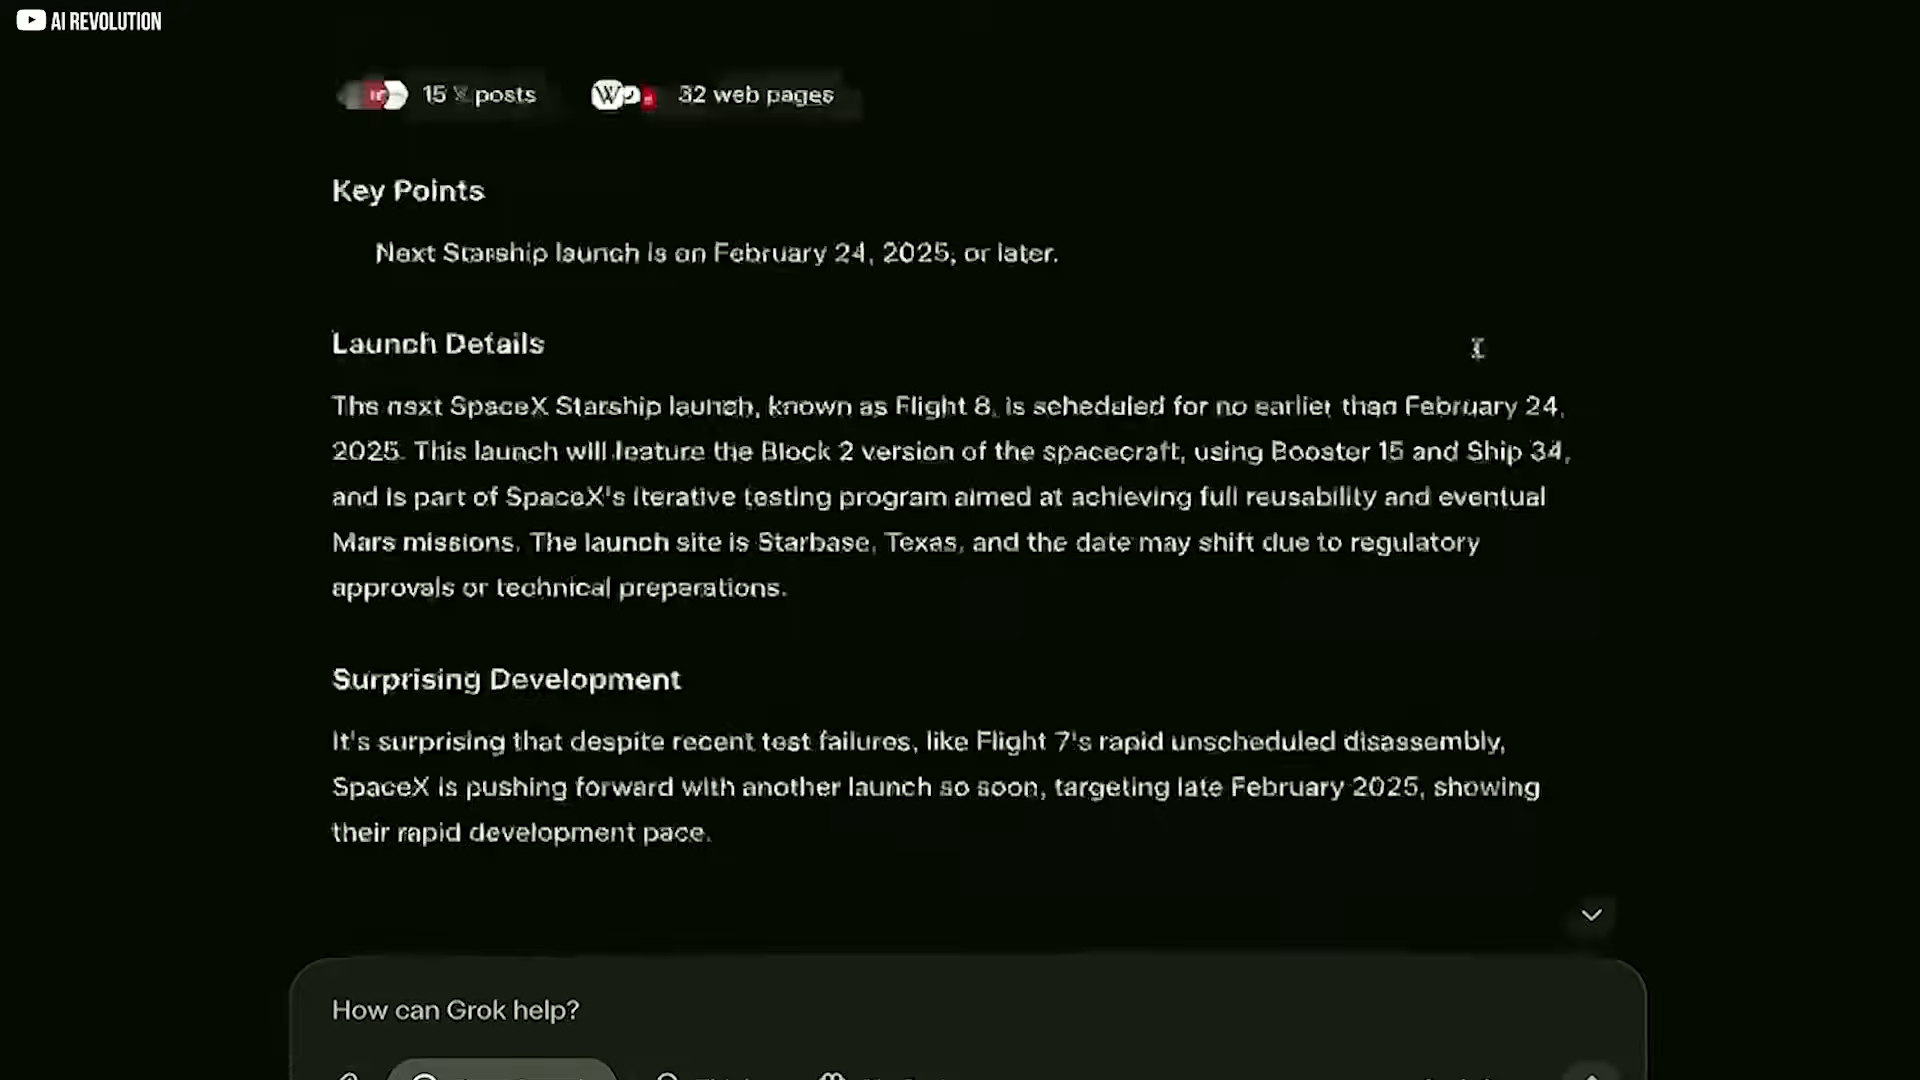 AI REVOLUTION
15 X posts 32 web pages
Key Points
Next Starship launch is on February 24, 2025, or later.
Launch Details
The next SpaceX Starship launch, known as Flight 8, is scheduled for no earlier than February 24,
2025. This launch will feature the Block 2 version of the spacecraft, using Booster 15 and Ship 34,
and is part of SpaceX's iterative testing program aimed at achieving full reusability and eventual
Mars missions. The launch site is Starbase, Texas, and the date may shift due to regulatory
approvals or technical preparations.
Surprising Development
It's surprising that despite recent test failures, like Flight 7's rapid unscheduled disassembly,
SpaceX is pushing forward with another launch so soon, targeting late February 2025, showing
their rapid development pace.
How can Grok help?